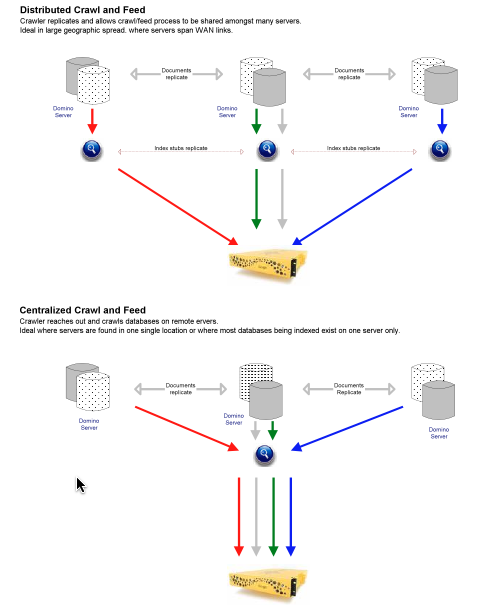 Distributed Crawl and Feed
Crawler replicates and allows crawl/feed process to be shared amongst many servers.
Ideal in large geographic spread. where servers span WAN links.
Documents
replicate
Documents
replicate
Domino
Server
Domino
Server
Domino
Server
Index stubs replicate
Index stubs replicate
Centralized Crawl and Feed
Crawler reaches out and crawls databases on remote ervers.
Ideal where servers are found in one single location or where most databases being indexed exist on one server only.
Documents
replicate
Documents
Replicate
Domino
Server
Domino
Server
Domino
Server